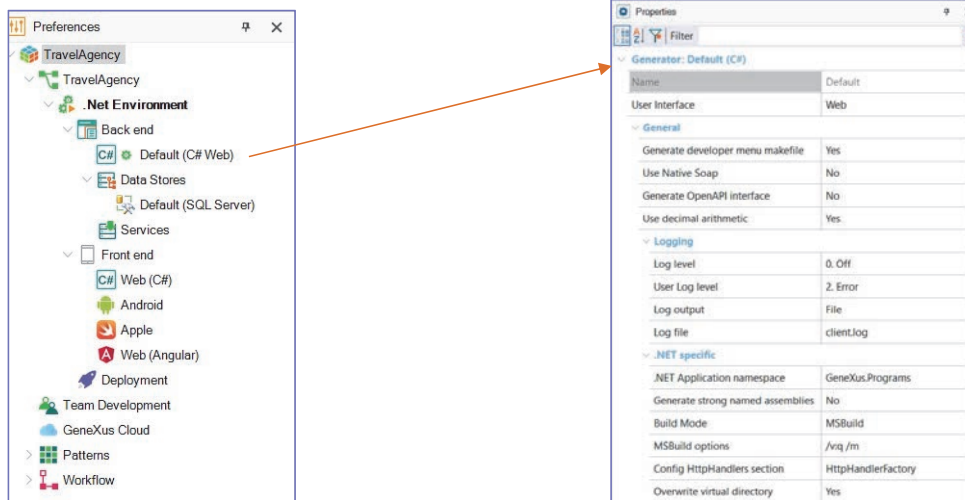 Preferences
TravelAgency
TravelAgency
.Net Environment
Back end
C# Default (C# Web)
Data Stores
Default (SQL Server)
Services
Front end
C# Web (C#)
Android
Apple
Web (Angular)
Deployment
Team Development
GeneXus Cloud
Patterns
Workflow
Properties
Filter
Generator: Default (C#)
Name Default
User Interface Web
General
Generate developer menu makefile Yes
Use Native Soap No
Generate OpenAPI interface No
Use decimal arithmetic Yes
Logging
Log level 0. Off
User Log level 2. Error
Log output File
Log file client.log
.NET specific
.NET Application namespace GeneXus.Programs
Generate strong named assemblies No
Build Mode MSBuild
MSBuild options /v:q /m
Config HttpHandlers section HttpHandlerFactory
Overwrite virtual directory Yes